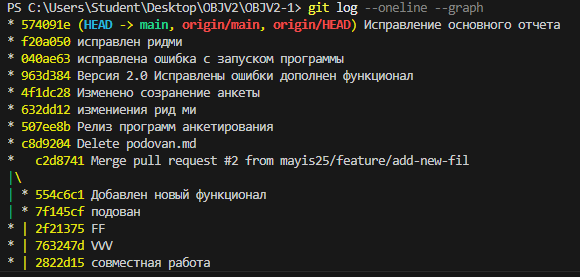 PS C:\Users\Student\Desktop\OBJV2\OBJV2-1> git log --oneline --graph
* 574091e (HEAD -> main, origin/main, origin/HEAD) Исправление основного отчета
* f20a050 исправлен ридми
* 040ae63 исправлена ошибка с запуском программы
* 963d384 Версия 2.0 Исправлены ошибки дополнен функционал
* 4f1dc28 Изменено созранение анкеты
* 632dd12 измениения рид ми
* 507ee8b Релиз программ анкетирования
* c8d9204 Delete podovan.md
*   c2d8741 Merge pull request #2 from mayis25/feature/add-new-fil
|\
| * 554c6c1 Добавлен новый функционал
| * 7f145cf подован
* | 2f21375 FF
* | 763247d VVV
* | 2822d15 совместная работа